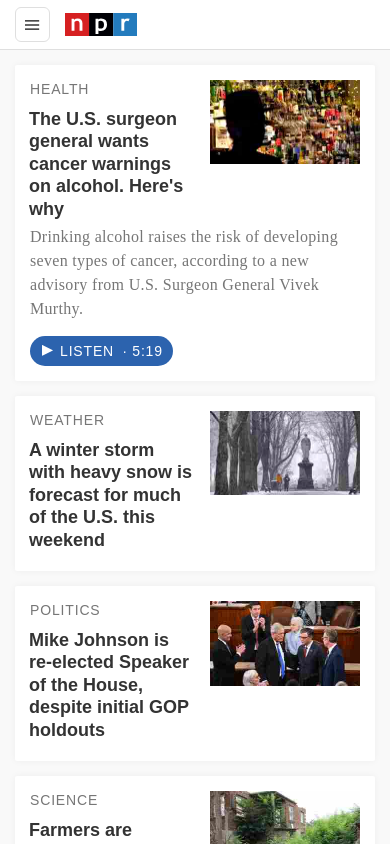 npr
HEALTH
The U.S. surgeon
general wants
cancer warnings
on alcohol. Here's
why
Drinking alcohol raises the risk of developing
seven types of cancer, according to a new
advisory from U.S. Surgeon General Vivek
Murthy.
LISTEN · 5:19
WEATHER
A winter storm
with heavy snow is
forecast for much
of the U.S. this
weekend
POLITICS
Mike Johnson is
re-elected Speaker
of the House,
despite initial GOP
holdouts
SCIENCE
Farmers are